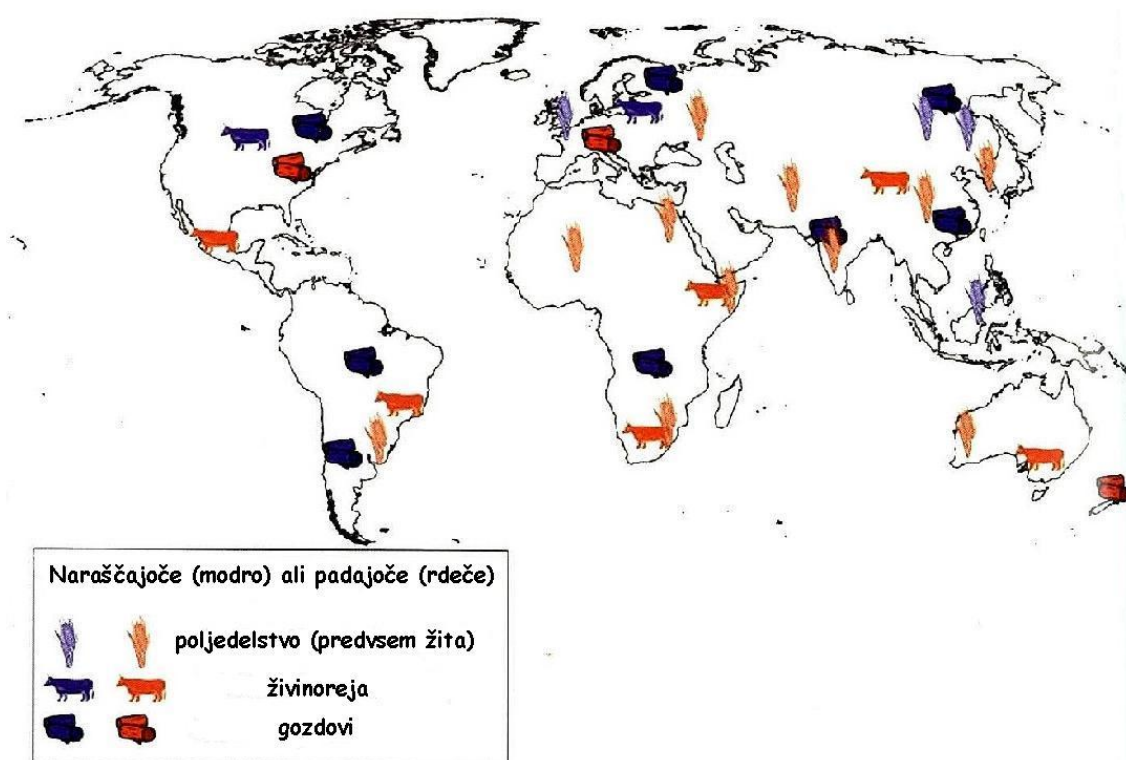 Naraščajoče (modro) ali padajoče (rdeče)
poljedelstvo (predvsem žita)
živinoreja
gozdovi